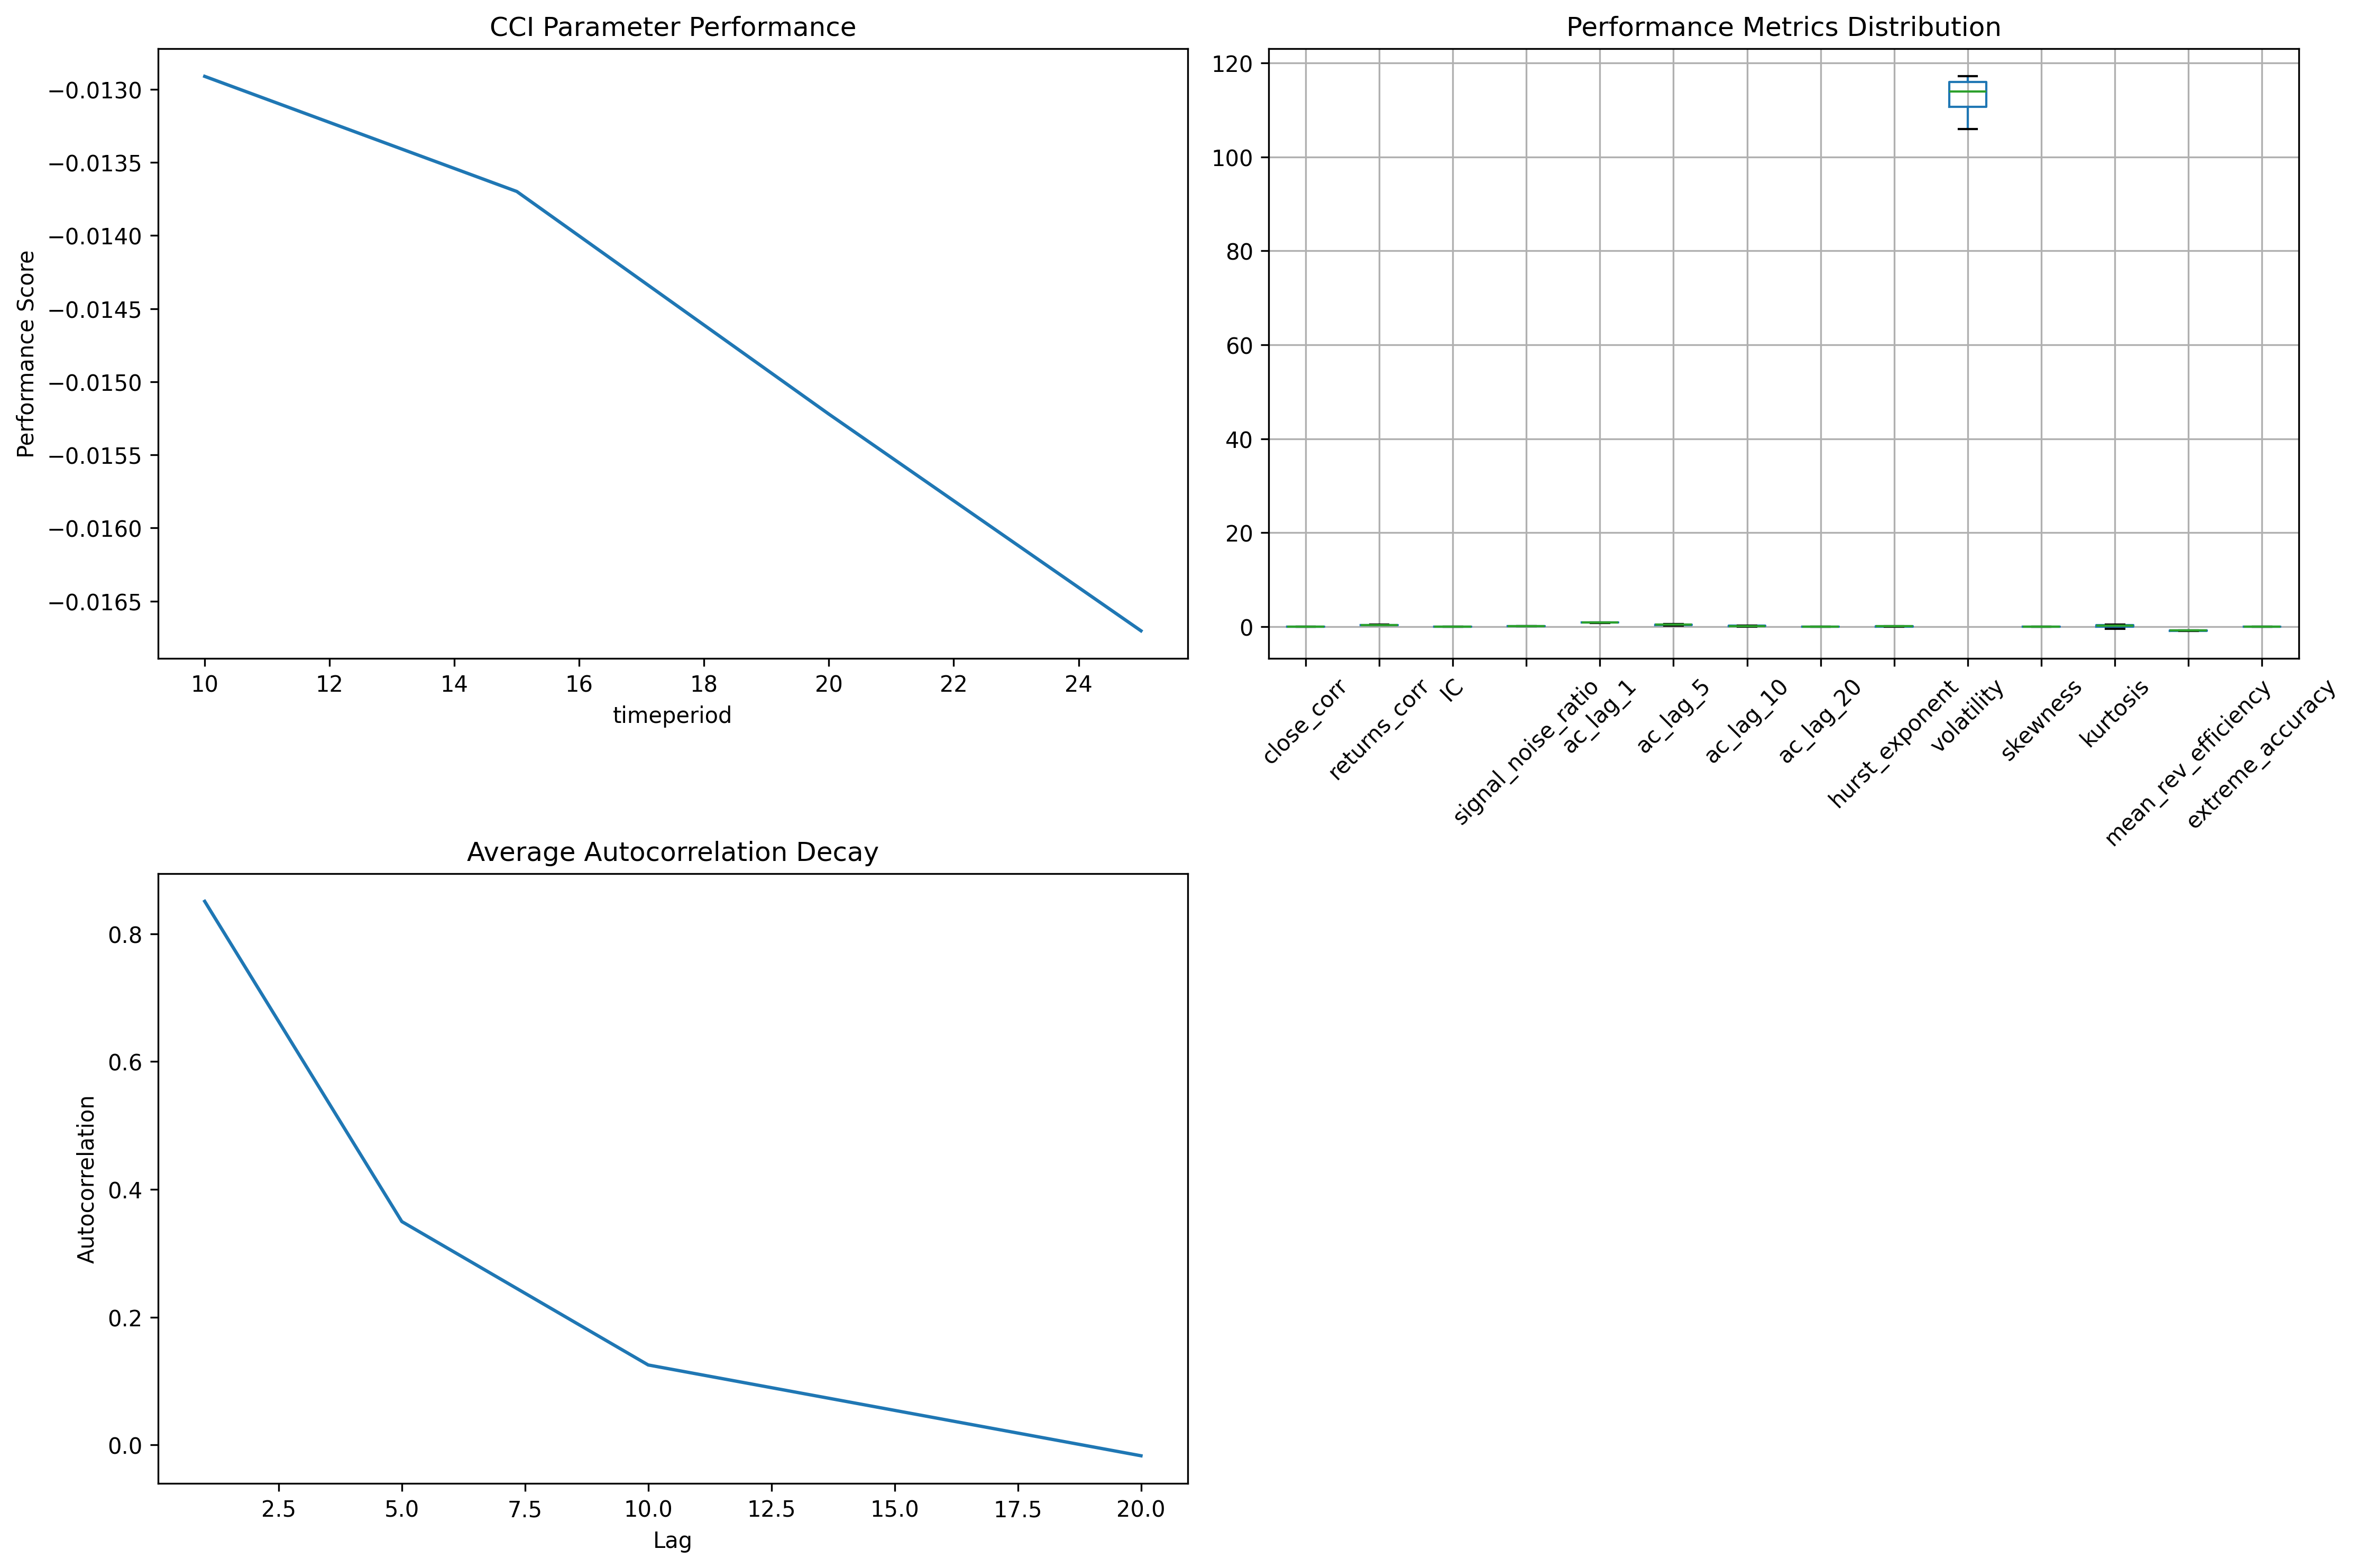 CCI Parameter Performance
Performance Score
−0.0130
−0.0135
−0.0140
−0.0145
−0.0150
−0.0155
−0.0160
−0.0165
10 12 14 16 18 20 22 24
timeperiod
Performance Metrics Distribution
120
100
80
60
40
20
0
close_corr
returns_corr
IC
signal_noise_ratio
ac_lag_1
ac_lag_5
ac_lag_10
ac_lag_20
hurst_exponent
volatility
skewness
kurtosis
mean_rev_efficiency
extreme_accuracy
Average Autocorrelation Decay
Autocorrelation
0.8
0.6
0.4
0.2
0.0
2.5 5.0 7.5 10.0 12.5 15.0 17.5 20.0
Lag